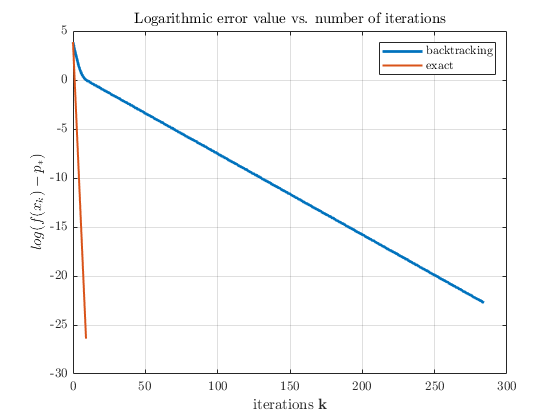 Logarithmic error value vs. number of iterations
5
0
-5
-10
-15
-20
-25
-30
log(f(x_k) − p_*)
backtracking
exact
0 50 100 150 200 250 300
iterations k